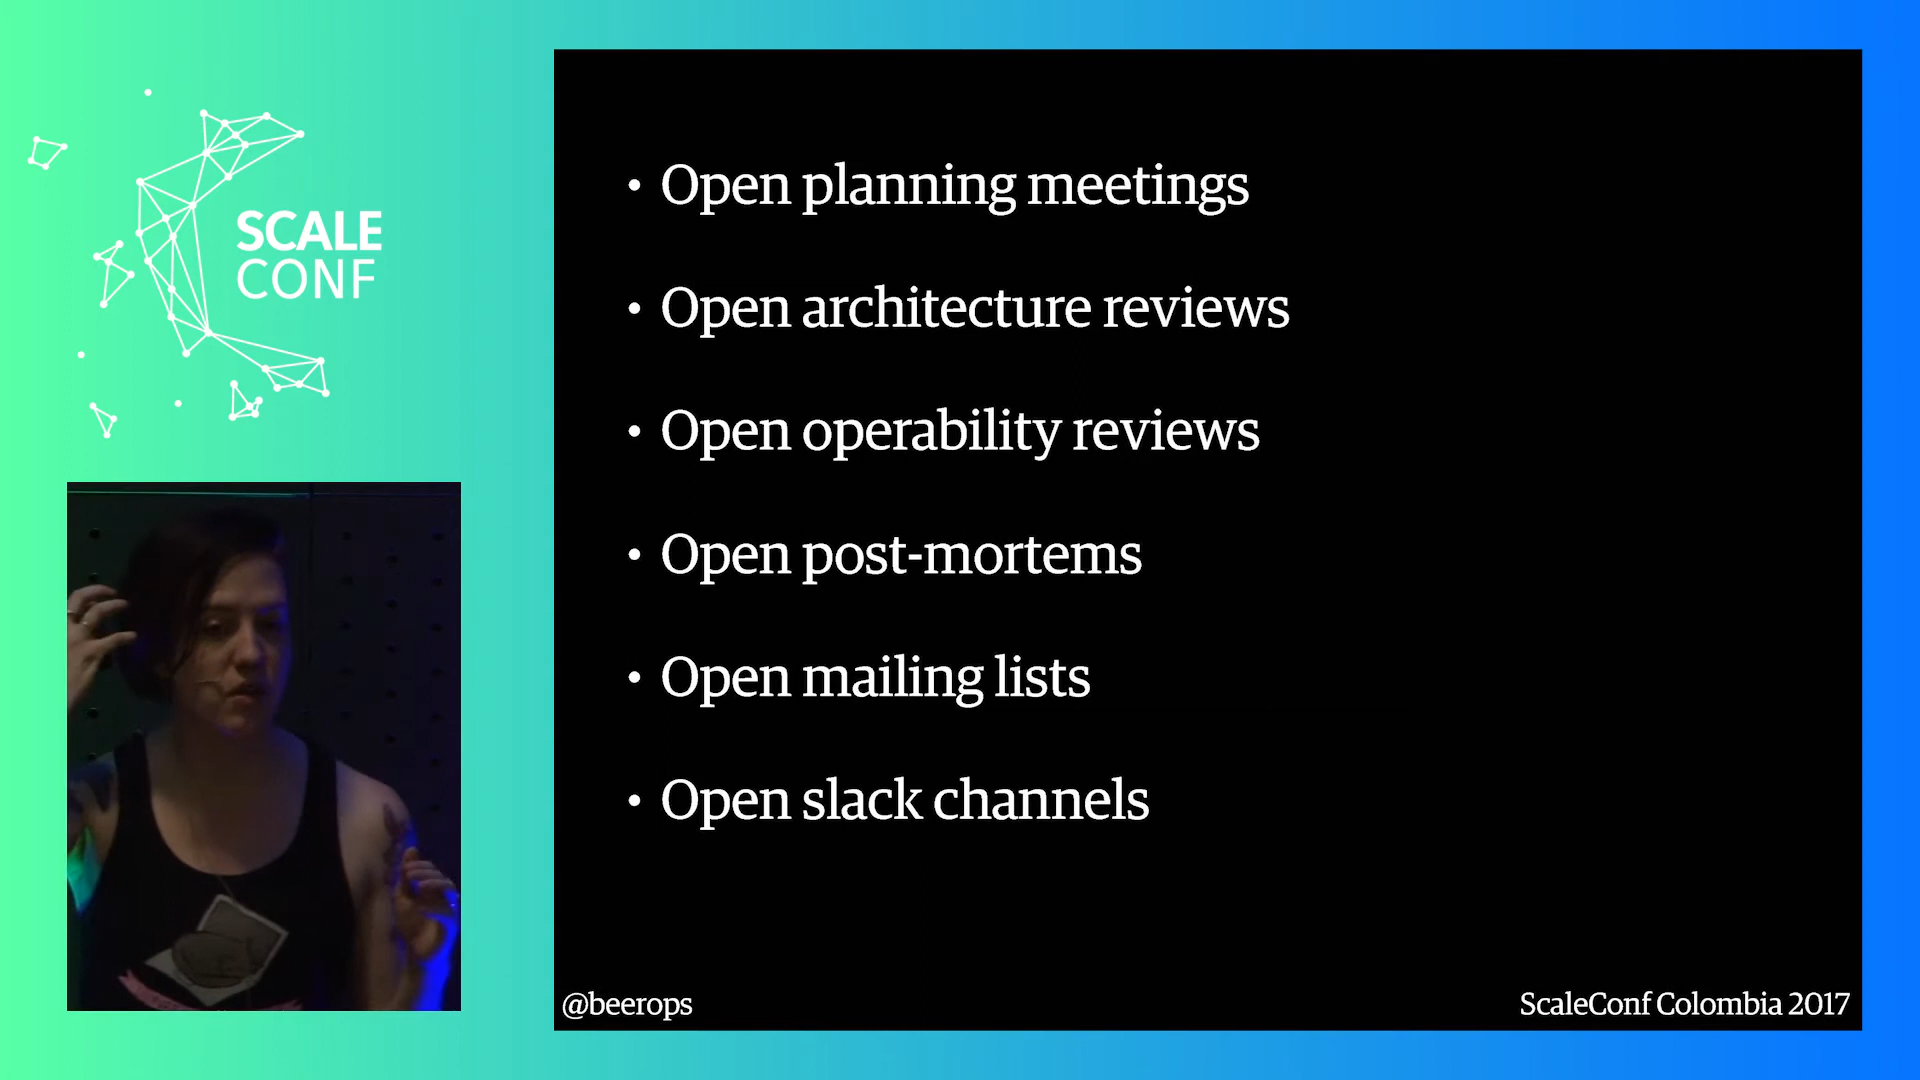 SCALE
CONF
• Open planning meetings
• Open architecture reviews
• Open operability reviews
• Open post-mortems
• Open mailing lists
• Open slack channels
@beerops
ScaleConf Colombia 2017